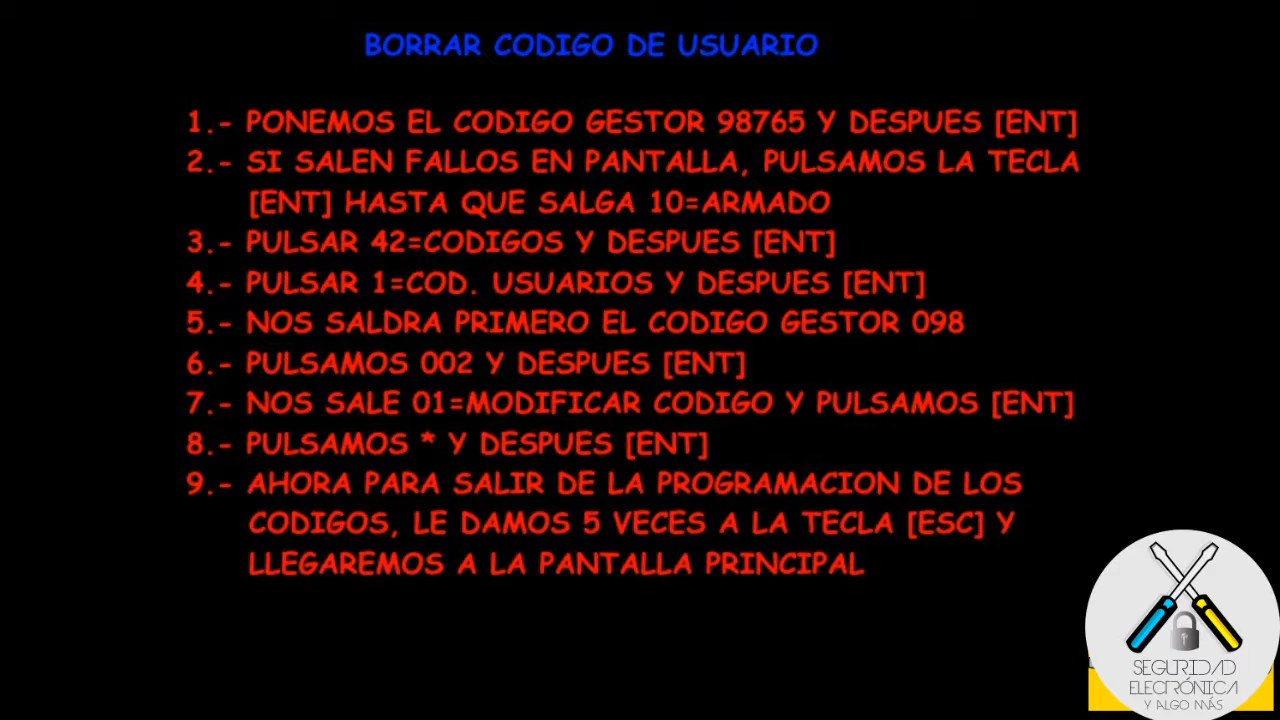 BORRAR CODIGO DE USUARIO
1.- PONEMOS EL CODIGO GESTOR 98765 Y DESPUES [ENT]
2.- SI SALEN FALLOS EN PANTALLA, PULSAMOS LA TECLA
[ENT] HASTA QUE SALGA 10=ARMADO
3.- PULSAR 42=CODIGOS Y DESPUES [ENT]
4.- PULSAR 1=COD. USUARIOS Y DESPUES [ENT]
5.- NOS SALDRA PRIMERO EL CODIGO GESTOR 098
6.- PULSAMOS 002 Y DESPUES [ENT]
7.- NOS SALE 01=MODIFICAR CODIGO Y PULSAMOS [ENT]
8.- PULSAMOS * Y DESPUES [ENT]
9.- AHORA PARA SALIR DE LA PROGRAMACION DE LOS
CODIGOS, LE DAMOS 5 VECES A LA TECLA [ESC] Y
LLEGAREMOS A LA PANTALLA PRINCIPAL
SEGURIDAD
ELECTRÓNICA
Y ALGO MÁS